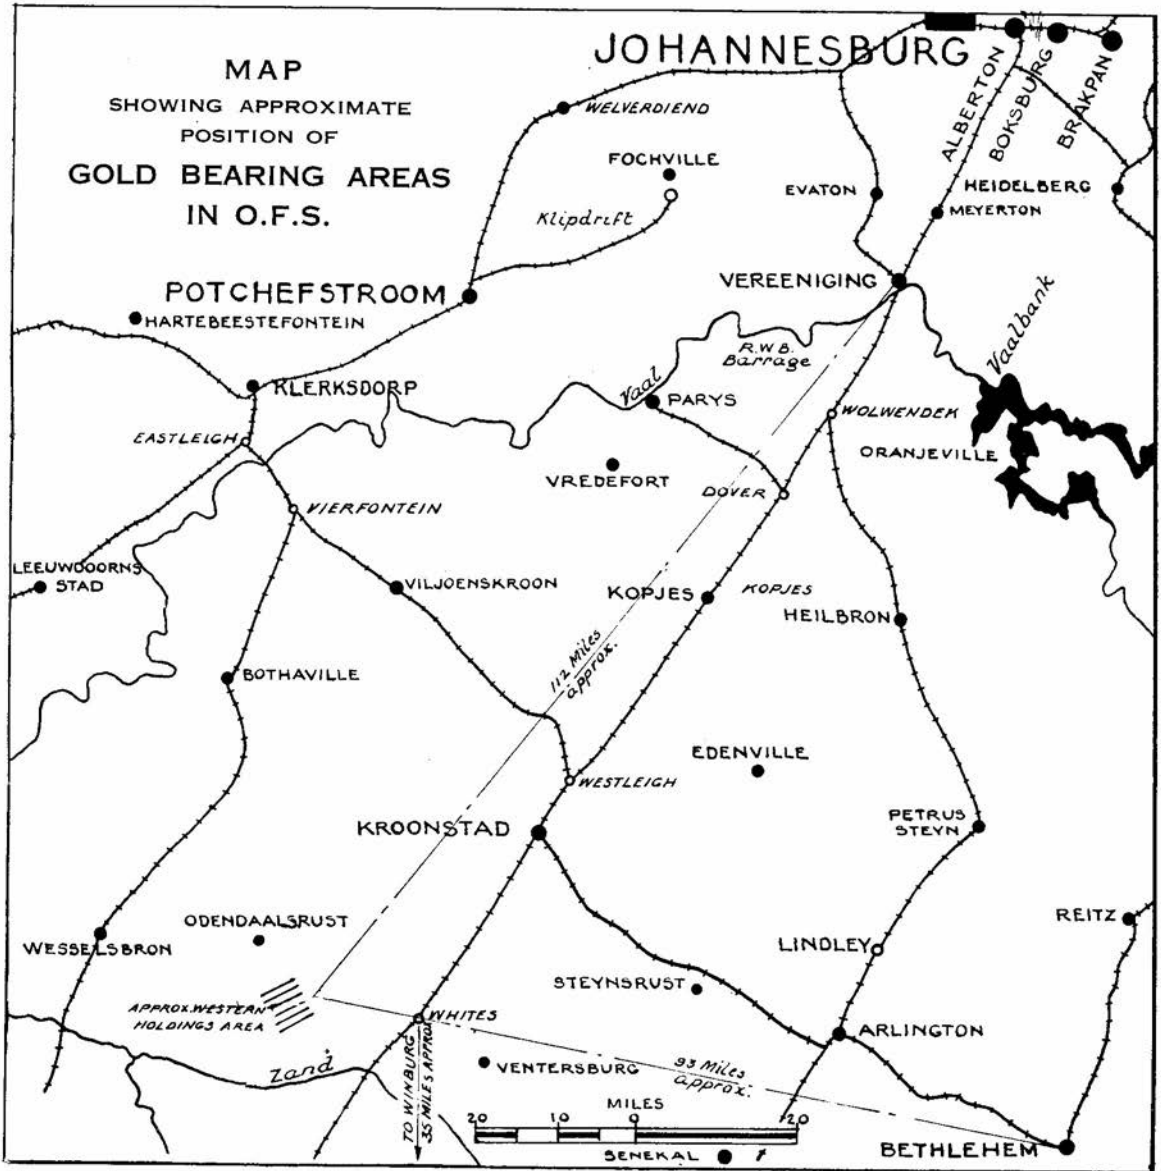 MAP
SHOWING APPROXIMATE
POSITION OF
GOLD BEARING AREAS
IN O.F.S.
JOHANNESBURG
ALBERTON
BOKSBURG
BRAKPAN
WELVERDIEND
FOCHVILLE
Klipdrift
EVATON
HEIDELBERG
MEYERTON
VEREENIGING
POTCHEFSTROOM
HARTEBEESTEFONTEIN
Vaalbank
R.W.B.
Barrage
KLERKSDORP
Vaal
PARYS
WOLWENDEK
EASTLEIGH
ORANJEVILLE
VREDEFORT
DOVER
VIERFONTEIN
LEEUWDOORNS
STAD
VILJOENSKROON
KOPJES
KOPJES
HEILBRON
112 Miles
approx.
BOTHAVILLE
EDENVILLE
WESTLEIGH
KROONSTAD
PETRUS
STEYN
ODENDAALSRUST
REITZ
WESSELSBRON
LINDLEY
STEYNSRUST
APPROX. WESTERN
HOLDINGS AREA
WHITES
ARLINGTON
Zand
TO WINBURG
35 MILES APPROX
VENTERSBURG
93 Miles
approx.
MILES
20 10 0 20
SENEKAL
BETHLEHEM